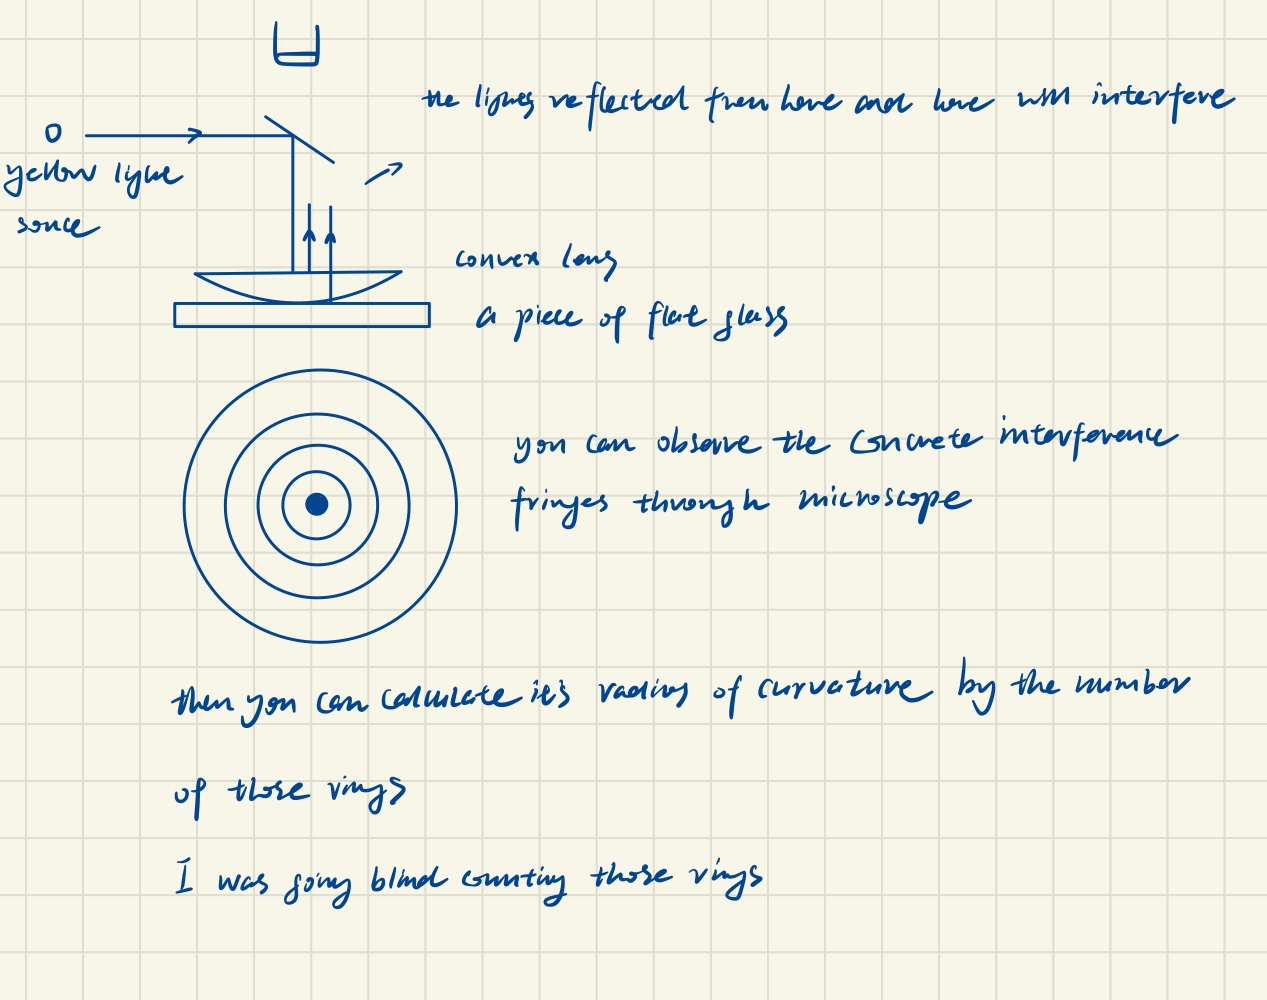 the lights reflected from here and here will interfere
yellow light
source
convex lens
a piece of flat glass
you can observe the concrete interference
fringes through microscope
then you can calculate it's radius of curvature by the number
of those rings
I was going blind counting those rings